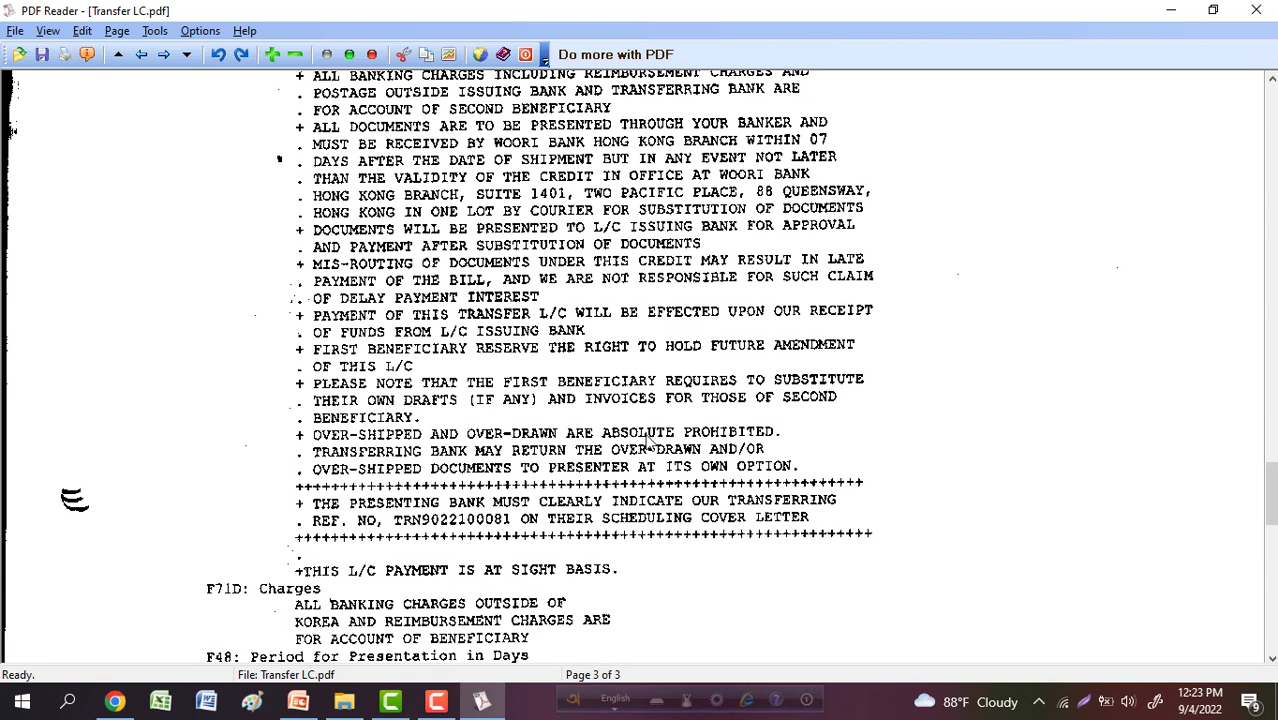 PDF Reader - [Transfer LC.pdf]
File View Edit Page Tools Options Help
Do more with PDF
+ ALL BANKING CHARGES INCLUDING REIMBURSEMENT CHARGES AND
. POSTAGE OUTSIDE ISSUING BANK AND TRANSFERRING BANK ARE
. FOR ACCOUNT OF SECOND BENEFICIARY
+ ALL DOCUMENTS ARE TO BE PRESENTED THROUGH YOUR BANKER AND
. MUST BE RECEIVED BY WOORI BANK HONG KONG BRANCH WITHIN 07
. DAYS AFTER THE DATE OF SHIPMENT BUT IN ANY EVENT NOT LATER
. THAN THE VALIDITY OF THE CREDIT IN OFFICE AT WOORI BANK
. HONG KONG BRANCH, SUITE 1401, TWO PACIFIC PLACE, 88 QUEENSWAY,
. HONG KONG IN ONE LOT BY COURIER FOR SUBSTITUTION OF DOCUMENTS
+ DOCUMENTS WILL BE PRESENTED TO L/C ISSUING BANK FOR APPROVAL
. AND PAYMENT AFTER SUBSTITUTION OF DOCUMENTS
+ MIS-ROUTING OF DOCUMENTS UNDER THIS CREDIT MAY RESULT IN LATE
. PAYMENT OF THE BILL, AND WE ARE NOT RESPONSIBLE FOR SUCH CLAIM
. OF DELAY PAYMENT INTEREST
+ PAYMENT OF THIS TRANSFER L/C WILL BE EFFECTED UPON OUR RECEIPT
. OF FUNDS FROM L/C ISSUING BANK
+ FIRST BENEFICIARY RESERVE THE RIGHT TO HOLD FUTURE AMENDMENT
. OF THIS L/C
+ PLEASE NOTE THAT THE FIRST BENEFICIARY REQUIRES TO SUBSTITUTE
. THEIR OWN DRAFTS (IF ANY) AND INVOICES FOR THOSE OF SECOND
. BENEFICIARY.
+ OVER-SHIPPED AND OVER-DRAWN ARE ABSOLUTE PROHIBITED.
. TRANSFERRING BANK MAY RETURN THE OVER-DRAWN AND/OR
. OVER-SHIPPED DOCUMENTS TO PRESENTER AT ITS OWN OPTION.
++++++++++++++++++++++++++++++++++++++++++++++++++++++++++++++
+ THE PRESENTING BANK MUST CLEARLY INDICATE OUR TRANSFERRING
. REF. NO, TRN9022100081 ON THEIR SCHEDULING COVER LETTER
+++++++++++++++++++++++++++++++++++++++++++++++++++++++++++++++
.
+THIS L/C PAYMENT IS AT SIGHT BASIS.
F71D: Charges
ALL BANKING CHARGES OUTSIDE OF
KOREA AND REIMBURSEMENT CHARGES ARE
FOR ACCOUNT OF BENEFICIARY
F48: Period for Presentation in Days
Ready. File: Transfer LC.pdf Page 3 of 3
English
88°F Cloudy
12:23 PM
9/4/2022
9